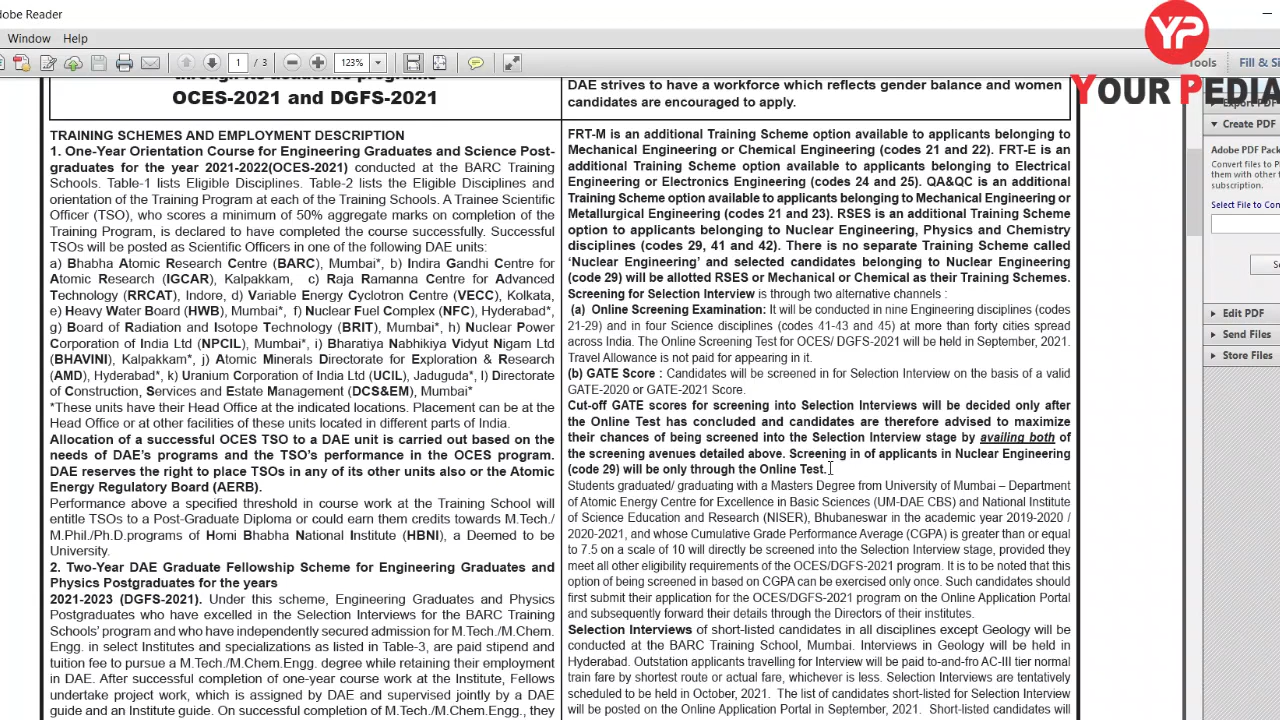 dobe Reader
Window Help
1 / 3 123%
Tools Fill & Si
YP
YOUR PEDIA
Export PDF
Create PDF
Adobe PDF Pack
Convert files to P
them with other f
subscription.
Select File to Con
Edit PDF
Send Files
Store Files
through its academic programs
OCES-2021 and DGFS-2021
TRAINING SCHEMES AND EMPLOYMENT DESCRIPTION
1. One-Year Orientation Course for Engineering Graduates and Science Post-
graduates for the year 2021-2022(OCES-2021) conducted at the BARC Training
Schools. Table-1 lists Eligible Disciplines. Table-2 lists the Eligible Disciplines and
orientation of the Training Program at each of the Training Schools. A Trainee Scientific
Officer (TSO), who scores a minimum of 50% aggregate marks on completion of the
Training Program, is declared to have completed the course successfully. Successful
TSOs will be posted as Scientific Officers in one of the following DAE units:
a) Bhabha Atomic Research Centre (BARC), Mumbai*, b) Indira Gandhi Centre for
Atomic Research (IGCAR), Kalpakkam, c) Raja Ramanna Centre for Advanced
Technology (RRCAT), Indore, d) Variable Energy Cyclotron Centre (VECC), Kolkata,
e) Heavy Water Board (HWB), Mumbai*, f) Nuclear Fuel Complex (NFC), Hyderabad*,
g) Board of Radiation and Isotope Technology (BRIT), Mumbai*, h) Nuclear Power
Corporation of India Ltd (NPCIL), Mumbai*, i) Bharatiya Nabhikiya Vidyut Nigam Ltd
(BHAVINI), Kalpakkam*, j) Atomic Minerals Directorate for Exploration & Research
(AMD), Hyderabad*, k) Uranium Corporation of India Ltd (UCIL), Jaduguda*, l) Directorate
of Construction, Services and Estate Management (DCS&EM), Mumbai*
*These units have their Head Office at the indicated locations. Placement can be at the
Head Office or at other facilities of these units located in different parts of India.
Allocation of a successful OCES TSO to a DAE unit is carried out based on the
needs of DAE's programs and the TSO's performance in the OCES program.
DAE reserves the right to place TSOs in any of its other units also or the Atomic
Energy Regulatory Board (AERB).
Performance above a specified threshold in course work at the Training School will
entitle TSOs to a Post-Graduate Diploma or could earn them credits towards M.Tech./
M.Phil./Ph.D.programs of Homi Bhabha National Institute (HBNI), a Deemed to be
University.
2. Two-Year DAE Graduate Fellowship Scheme for Engineering Graduates and
Physics Postgraduates for the years
2021-2023 (DGFS-2021). Under this scheme, Engineering Graduates and Physics
Postgraduates who have excelled in the Selection Interviews for the BARC Training
Schools' program and who have independently secured admission for M.Tech./M.Chem.
Engg. in select Institutes and specializations as listed in Table-3, are paid stipend and
tuition fee to pursue a M.Tech./M.Chem.Engg. degree while retaining their employment
in DAE. After successful completion of one-year course work at the Institute, Fellows
undertake project work, which is assigned by DAE and supervised jointly by a DAE
guide and an Institute guide. On successful completion of M.Tech./M.Chem.Engg., they
DAE strives to have a workforce which reflects gender balance and women
candidates are encouraged to apply.
FRT-M is an additional Training Scheme option available to applicants belonging to
Mechanical Engineering or Chemical Engineering (codes 21 and 22). FRT-E is an
additional Training Scheme option available to applicants belonging to Electrical
Engineering or Electronics Engineering (codes 24 and 25). QA&QC is an additional
Training Scheme option available to applicants belonging to Mechanical Engineering or
Metallurgical Engineering (codes 21 and 23). RSES is an additional Training Scheme
option to applicants belonging to Nuclear Engineering, Physics and Chemistry
disciplines (codes 29, 41 and 42). There is no separate Training Scheme called
'Nuclear Engineering' and selected candidates belonging to Nuclear Engineering
(code 29) will be allotted RSES or Mechanical or Chemical as their Training Schemes.
Screening for Selection Interview is through two alternative channels :
(a) Online Screening Examination: It will be conducted in nine Engineering disciplines (codes
21-29) and in four Science disciplines (codes 41-43 and 45) at more than forty cities spread
across India. The Online Screening Test for OCES/ DGFS-2021 will be held in September, 2021.
Travel Allowance is not paid for appearing in it.
(b) GATE Score : Candidates will be screened in for Selection Interview on the basis of a valid
GATE-2020 or GATE-2021 Score.
Cut-off GATE scores for screening into Selection Interviews will be decided only after
the Online Test has concluded and candidates are therefore advised to maximize
their chances of being screened into the Selection Interview stage by availing both of
the screening avenues detailed above. Screening in of applicants in Nuclear Engineering
(code 29) will be only through the Online Test.
Students graduated/ graduating with a Masters Degree from University of Mumbai – Department
of Atomic Energy Centre for Excellence in Basic Sciences (UM-DAE CBS) and National Institute
of Science Education and Research (NISER), Bhubaneswar in the academic year 2019-2020 /
2020-2021, and whose Cumulative Grade Performance Average (CGPA) is greater than or equal
to 7.5 on a scale of 10 will directly be screened into the Selection Interview stage, provided they
meet all other eligibility requirements of the OCES/DGFS-2021 program. It is to be noted that this
option of being screened in based on CGPA can be exercised only once. Such candidates should
first submit their application for the OCES/DGFS-2021 program on the Online Application Portal
and subsequently forward their details through the Directors of their institutes.
Selection Interviews of short-listed candidates in all disciplines except Geology will be
conducted at the BARC Training School, Mumbai. Interviews in Geology will be held in
Hyderabad. Outstation applicants travelling for Interview will be paid to-and-fro AC-III tier normal
train fare by shortest route or actual fare, whichever is less. Selection Interviews are tentatively
scheduled to be held in October, 2021. The list of candidates short-listed for Selection Interview
will be posted on the Online Application Portal in September, 2021. Short-listed candidates will